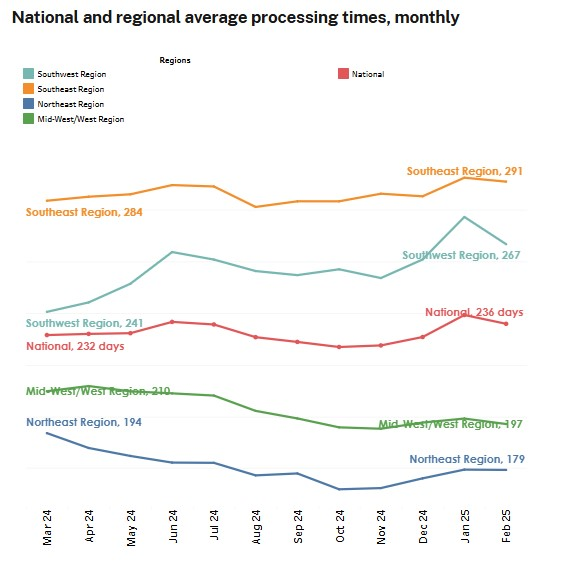 National and regional average processing times, monthly
Regions
Southwest Region
National
Southeast Region
Northeast Region
Mid-West/West Region
Southeast Region, 291
Southeast Region, 284
Southwest Region, 267
Southwest Region, 241
National, 236 days
National, 232 days
Mid-West/West Region, 210
Mid-West/West Region, 197
Northeast Region, 194
Northeast Region, 179
Mar 24 Apr 24 May 24 Jun 24 Jul 24 Aug 24 Sep 24 Oct 24 Nov 24 Dec 24 Jan 25 Feb 25